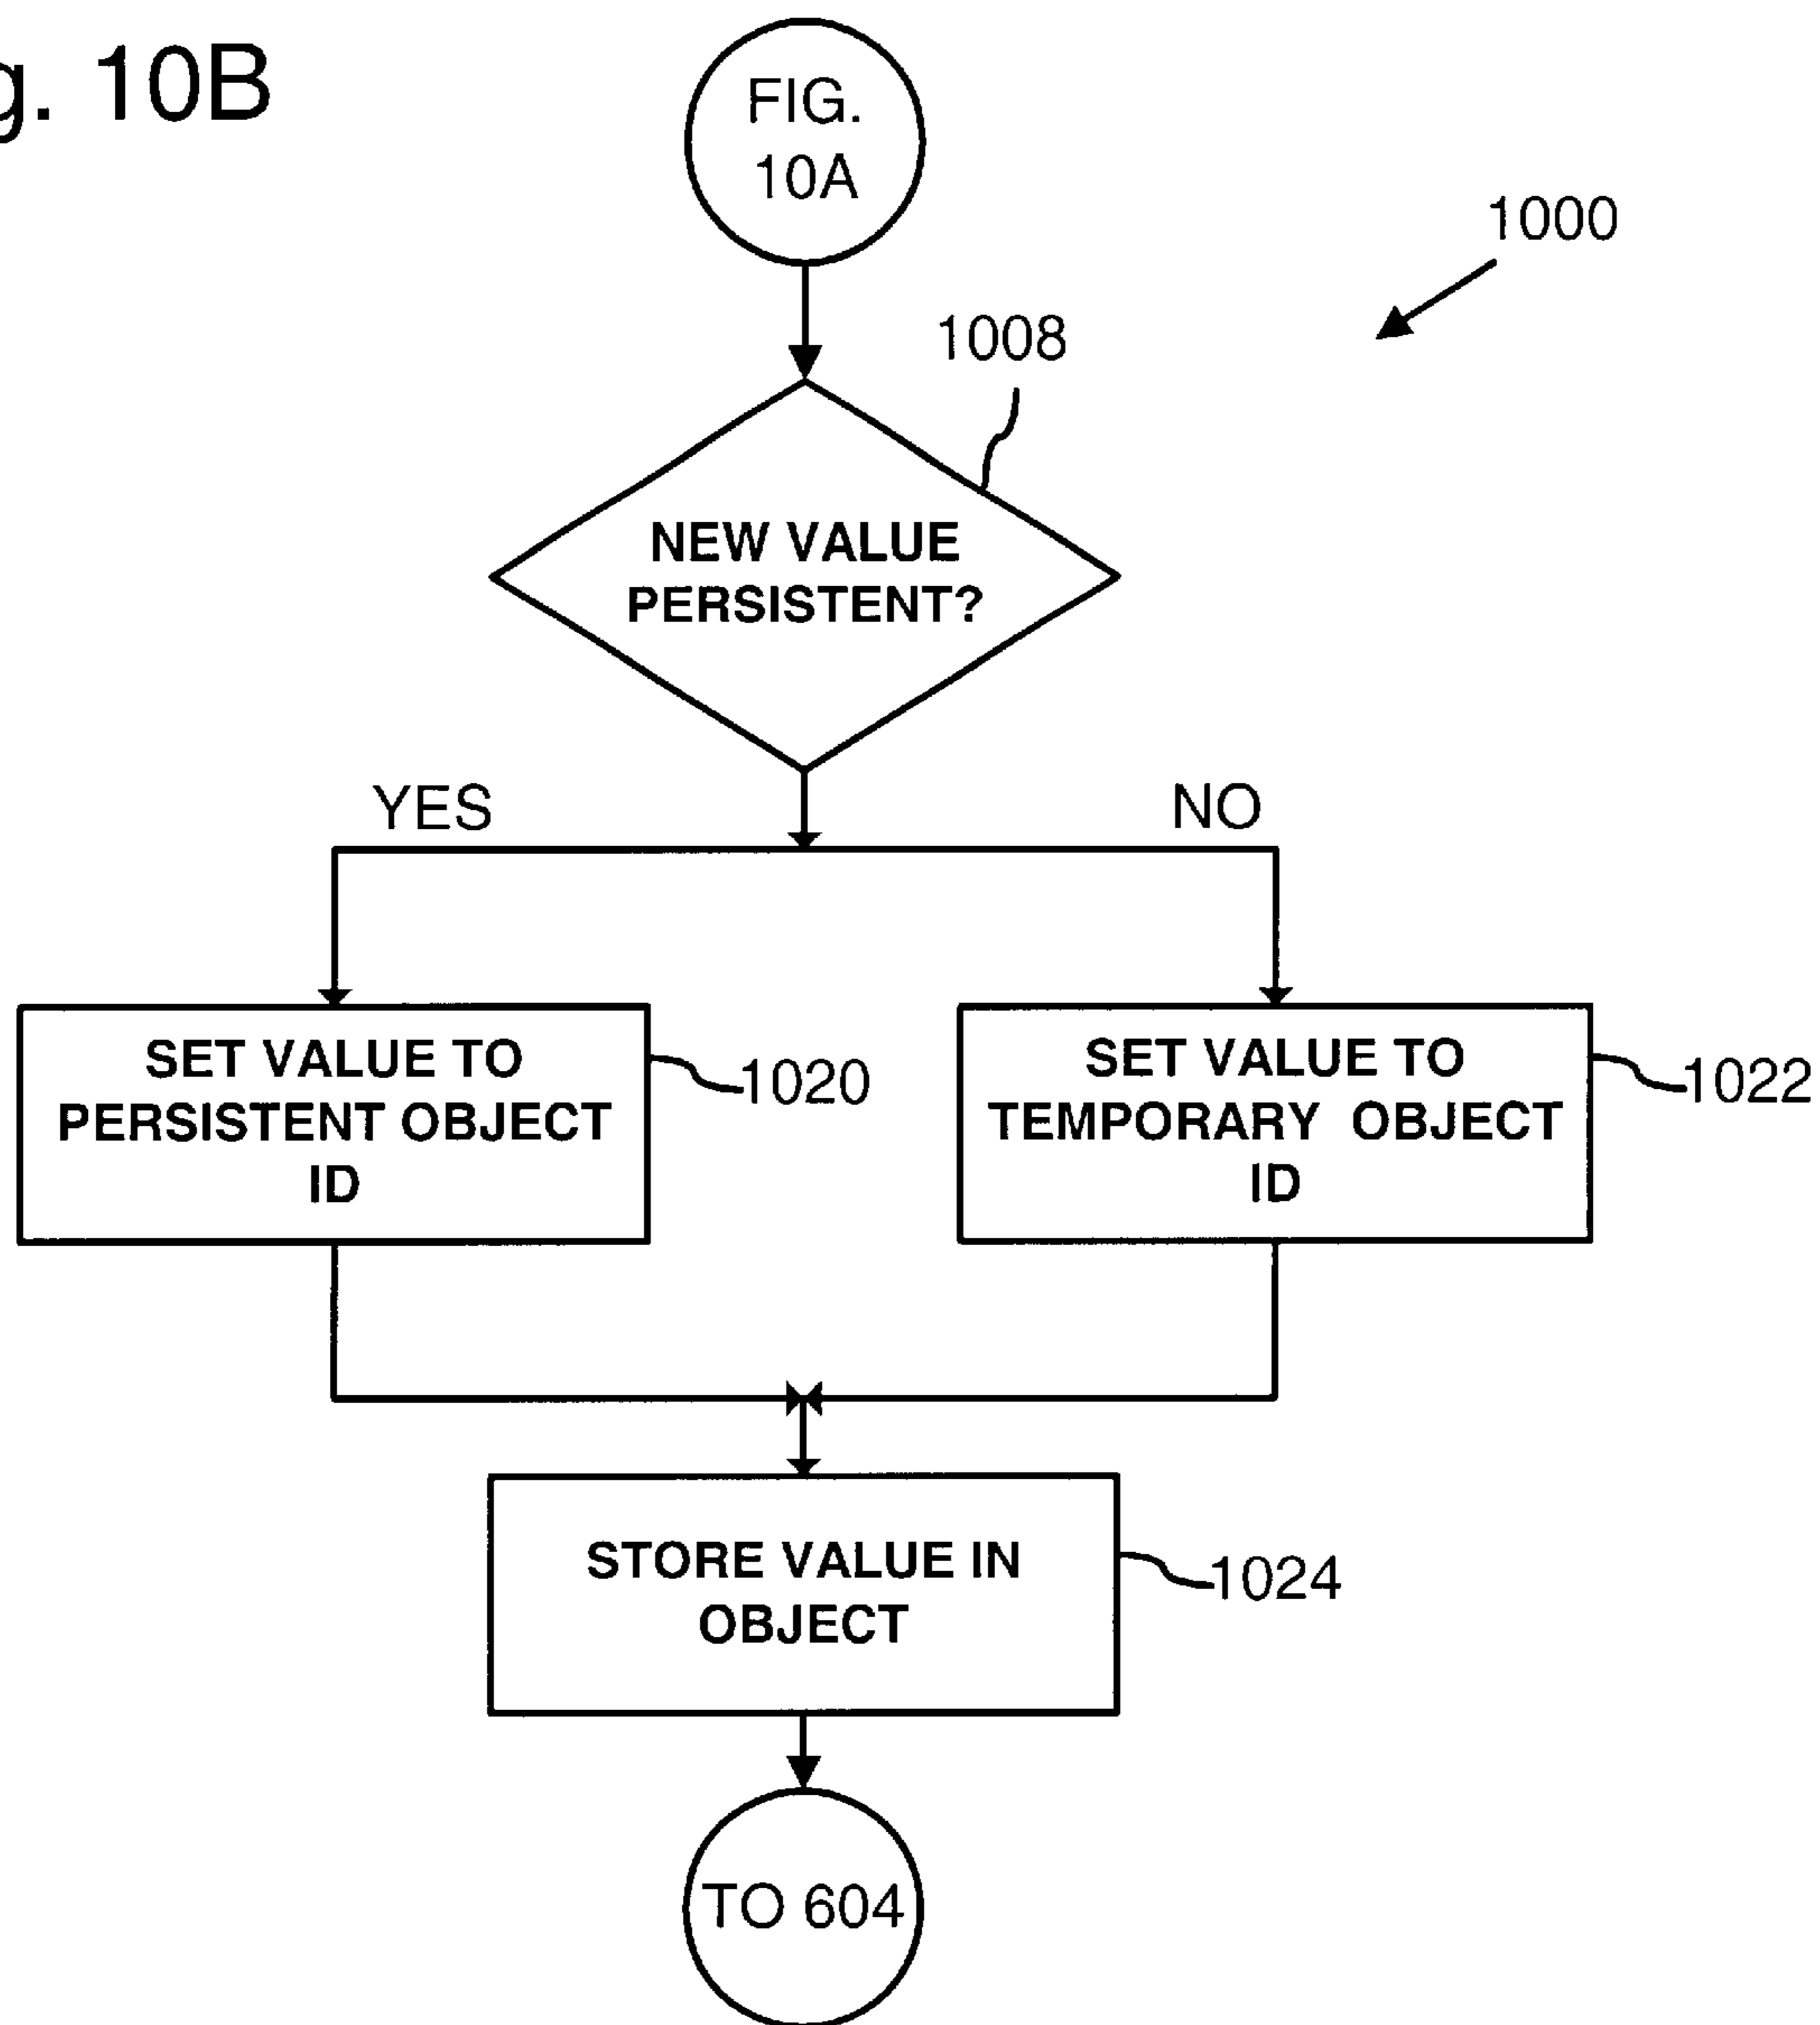 g. 10B
FIG.
10A
1000
1008
NEW VALUE
PERSISTENT?
YES
NO
SET VALUE TO
PERSISTENT OBJECT
ID
1020
SET VALUE TO
TEMPORARY OBJECT
ID
1022
STORE VALUE IN
OBJECT
1024
TO 604